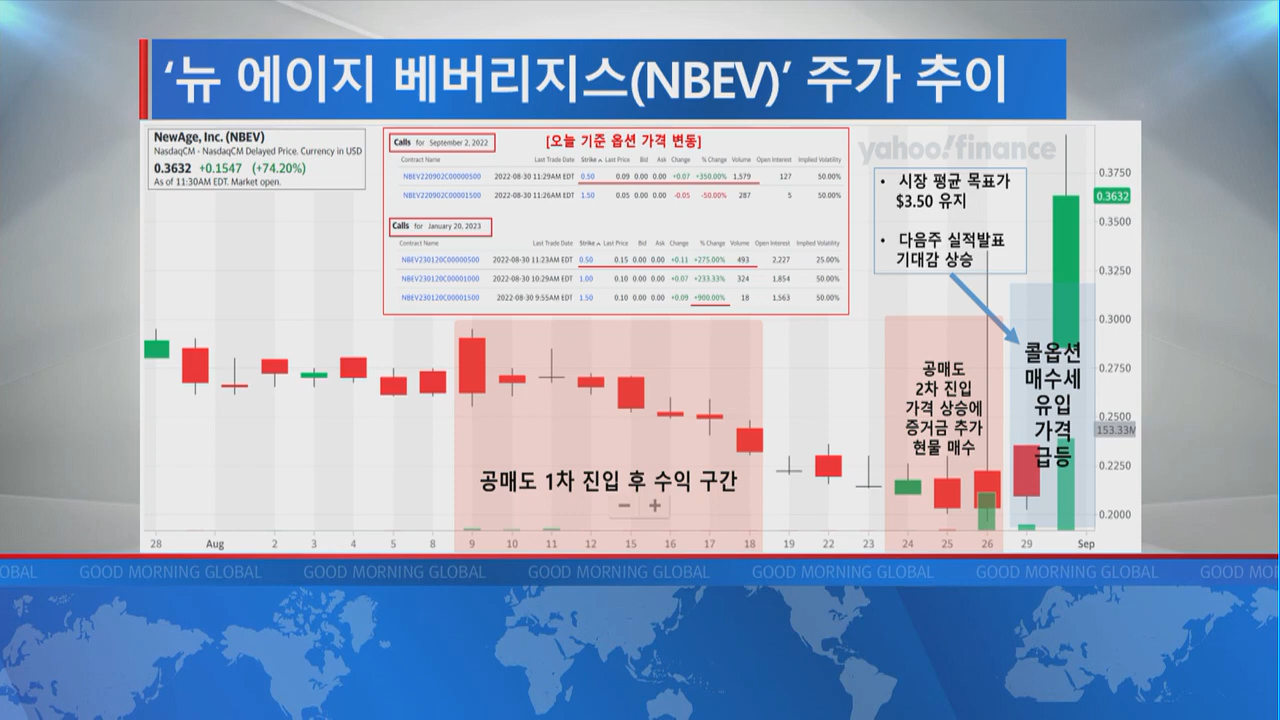 ‘뉴 에이지 베버리지스(NBEV)’ 주가 추이
NewAge, Inc. (NBEV)
NasdaqCM - NasdaqCM Delayed Price. Currency in USD
0.3632 +0.1547 (+74.20%)
As of 11:30AM EDT. Market open.
Calls for September 2, 2022
[오늘 기준 옵션 가격 변동]
Contract Name Last Trade Date Strike Last Price Bid Ask Change % Change Volume Open Interest Implied Volatility
NBEV220902C00000500 2022-08-30 11:29AM EDT 0.50 0.09 0.00 0.00 +0.07 +350.00% 1,579 127 50.00%
NBEV220902C00001500 2022-08-30 11:26AM EDT 1.50 0.05 0.00 0.00 -0.05 -50.00% 287 5 50.00%
Calls for January 20, 2023
Contract Name Last Trade Date Strike Last Price Bid Ask Change % Change Volume Open Interest Implied Volatility
NBEV230120C00000500 2022-08-30 11:23AM EDT 0.50 0.15 0.00 0.00 +0.11 +275.00% 493 2,227 25.00%
NBEV230120C00001000 2022-08-30 10:29AM EDT 1.00 0.10 0.00 0.00 +0.07 +233.33% 324 1,854 50.00%
NBEV230120C00001500 2022-08-30 9:55AM EDT 1.50 0.10 0.00 0.00 +0.09 +900.00% 18 1,563 50.00%
yahoo!finance
• 시장 평균 목표가
$3.50 유지
• 다음주 실적발표
기대감 상승
0.3750
0.3632
0.3500
0.3250
0.3000
0.2750
0.2500
153.33M
0.2250
0.2000
공매도 1차 진입 후 수익 구간
− +
공매도
2차 진입
가격 상승에
증거금 추가
현물 매수
콜옵션
매수세
유입
가격
급등
28 Aug 2 3 4 5 8 9 10 11 12 15 16 17 18 19 22 23 24 25 26 29 Sep
OBAL GOOD MORNING GLOBAL GOOD MORNING GLOBAL GOOD MORNING GLOBAL GOOD MORNING GLOBAL GOOD MORNING GLOBAL GOOD MOR